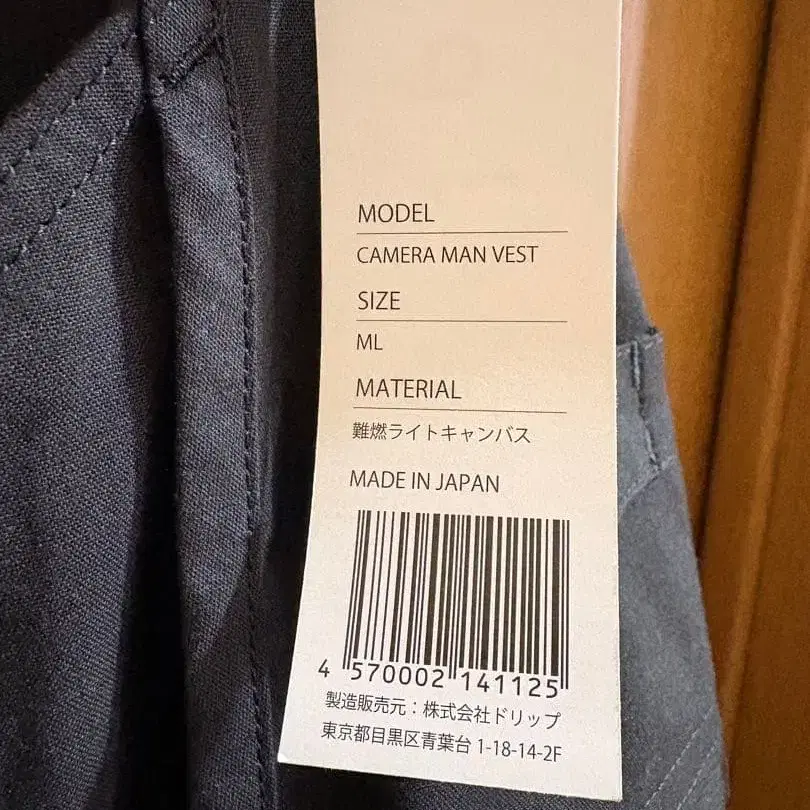 MODEL
CAMERA MAN VEST
SIZE
ML
MATERIAL
難燃ライトキャンバス
MADE IN JAPAN
4 570002 141125
製造販売元：株式会社ドリップ
東京都目黒区青葉台 1-18-14-2F